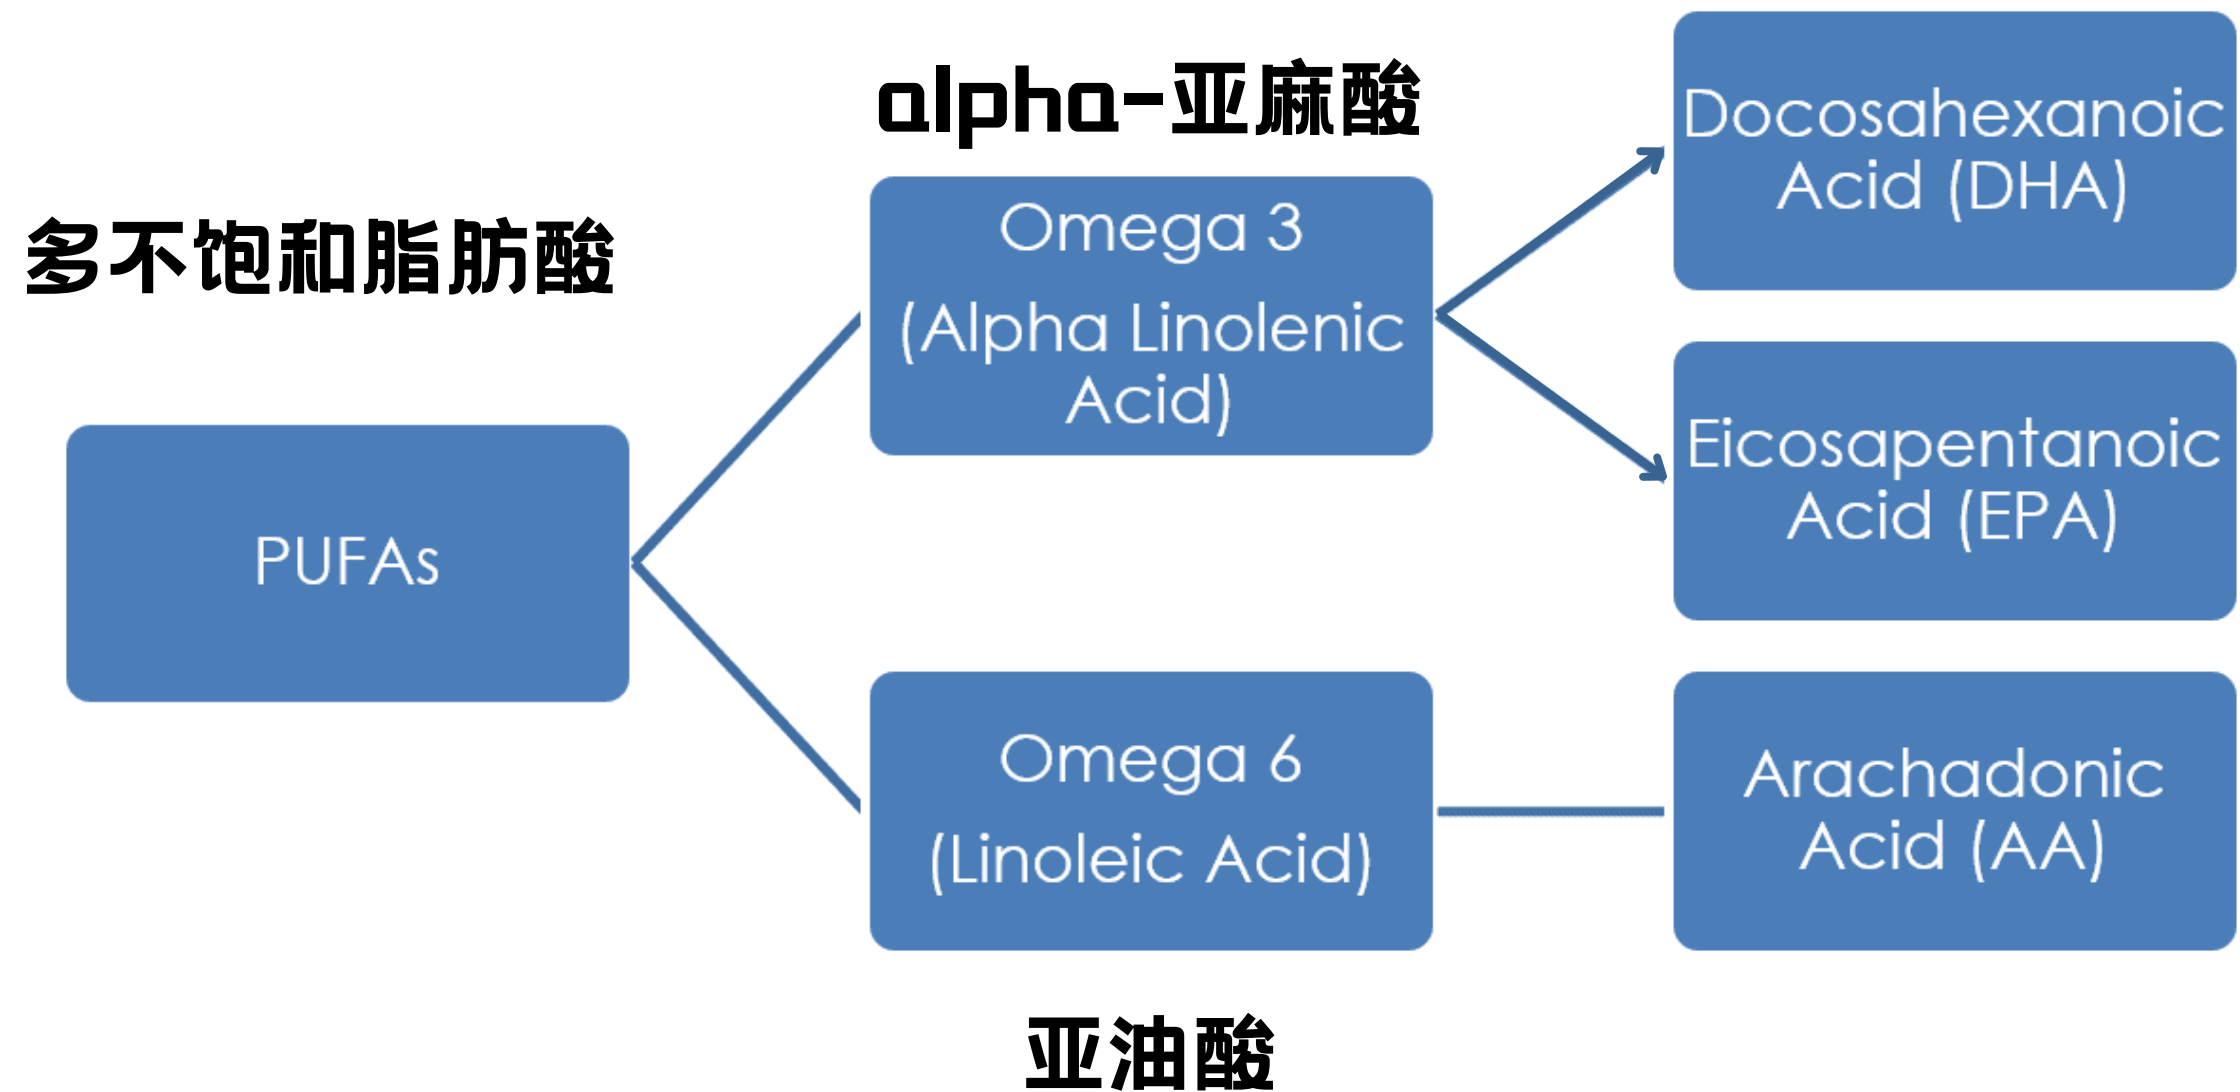 多不饱和脂肪酸
PUFAs
alpha-亚麻酸
Omega 3
(Alpha Linolenic
Acid)
Omega 6
(Linoleic Acid)
亚油酸
Docosahexanoic
Acid (DHA)
Eicosapentanoic
Acid (EPA)
Arachadonic
Acid (AA)